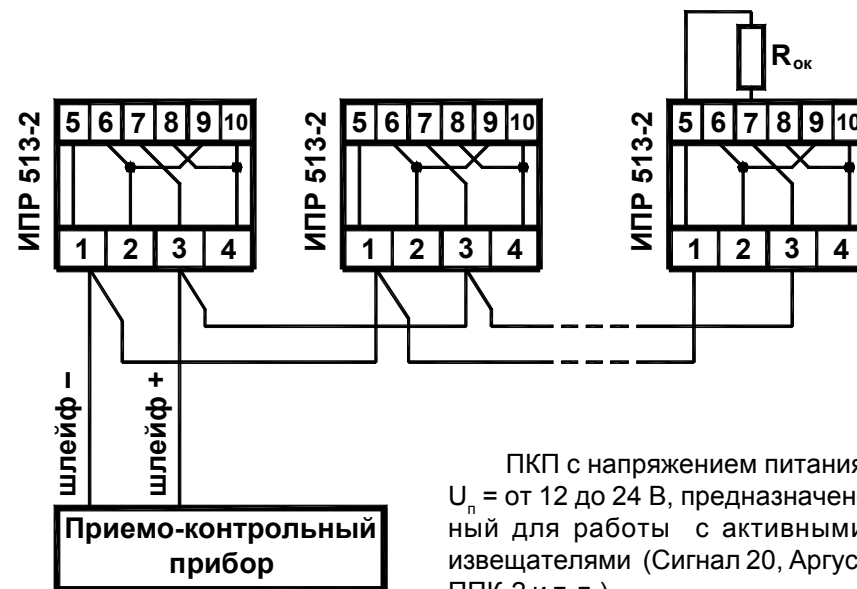 Rок
ИПР 513-2
5 6 7 8 9 10
1 2 3 4
ИПР 513-2
5 6 7 8 9 10
1 2 3 4
ИПР 513-2
5 6 7 8 9 10
1 2 3 4
шлейф –
шлейф +
Приемо-контрольный
прибор
ПКП с напряжением питания
Uп = от 12 до 24 В, предназначен
ный для работы с активными
извещателями (Сигнал 20, Аргус